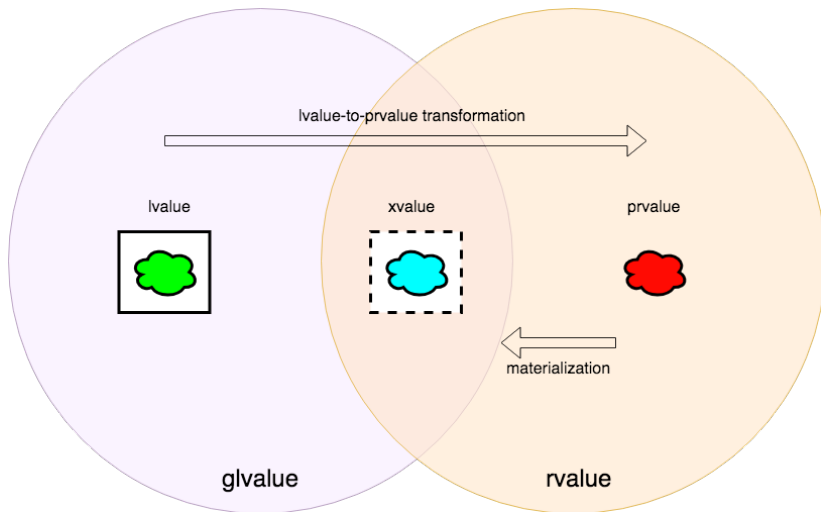 lvalue-to-prvalue transformation
lvalue
xvalue
prvalue
materialization
glvalue
rvalue